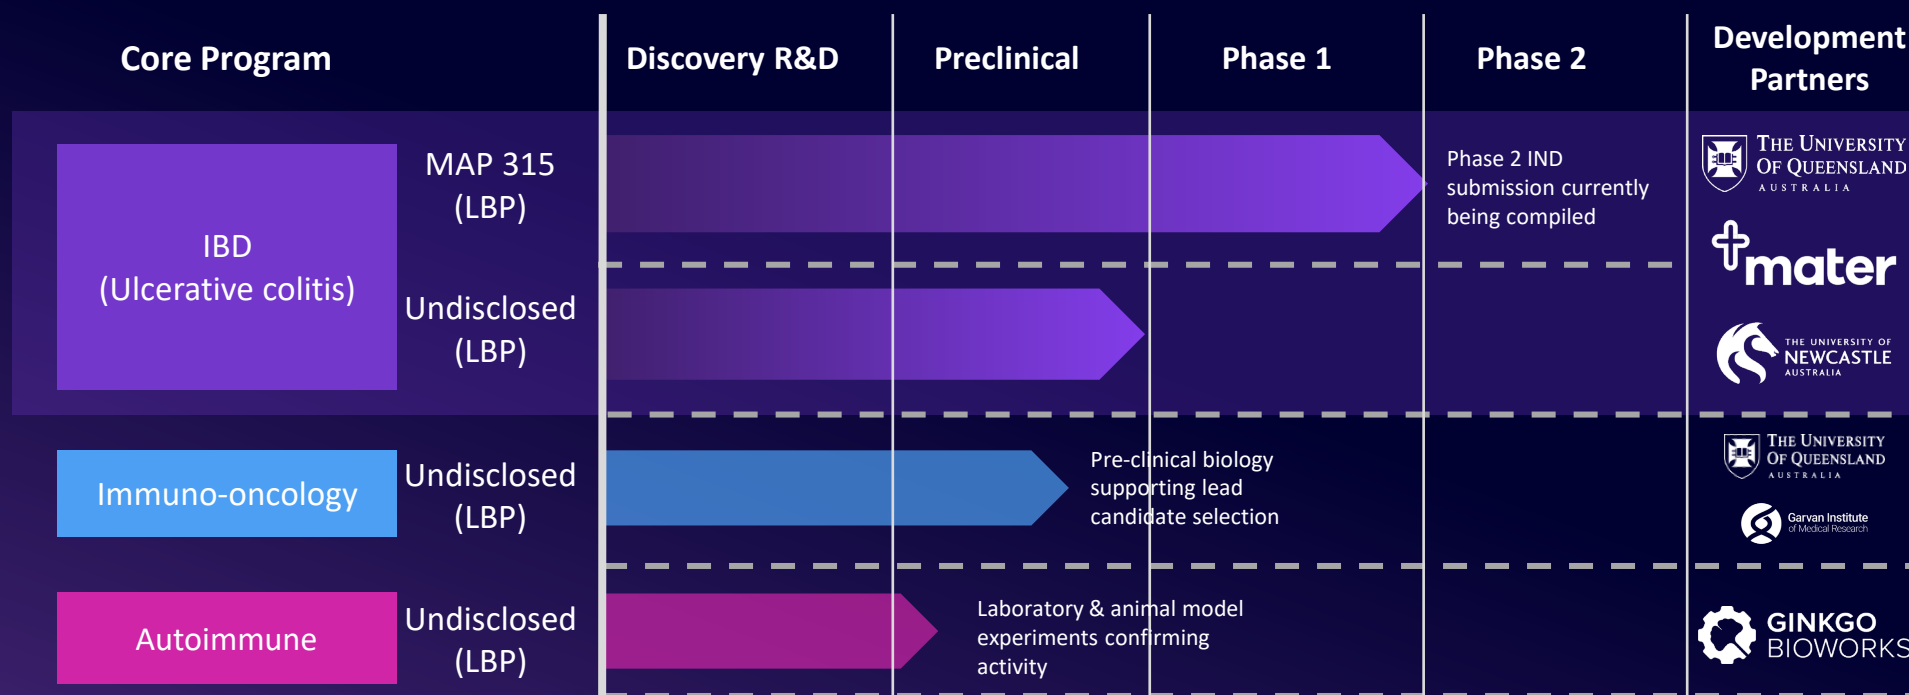 Core Program
Discovery R&D
Preclinical
Phase 1
Phase 2
Development
Partners
IBD
(Ulcerative colitis)
MAP 315
(LBP)
Phase 2 IND
submission currently
being compiled
THE UNIVERSITY
OF QUEENSLAND
AUSTRALIA
mater
Undisclosed
(LBP)
THE UNIVERSITY OF
NEWCASTLE
AUSTRALIA
Immuno-oncology
Undisclosed
(LBP)
Pre-clinical biology
supporting lead
candidate selection
THE UNIVERSITY
OF QUEENSLAND
AUSTRALIA
Garvan Institute
of Medical Research
Autoimmune
Undisclosed
(LBP)
Laboratory & animal model
experiments confirming
activity
GINKGO
BIOWORKS